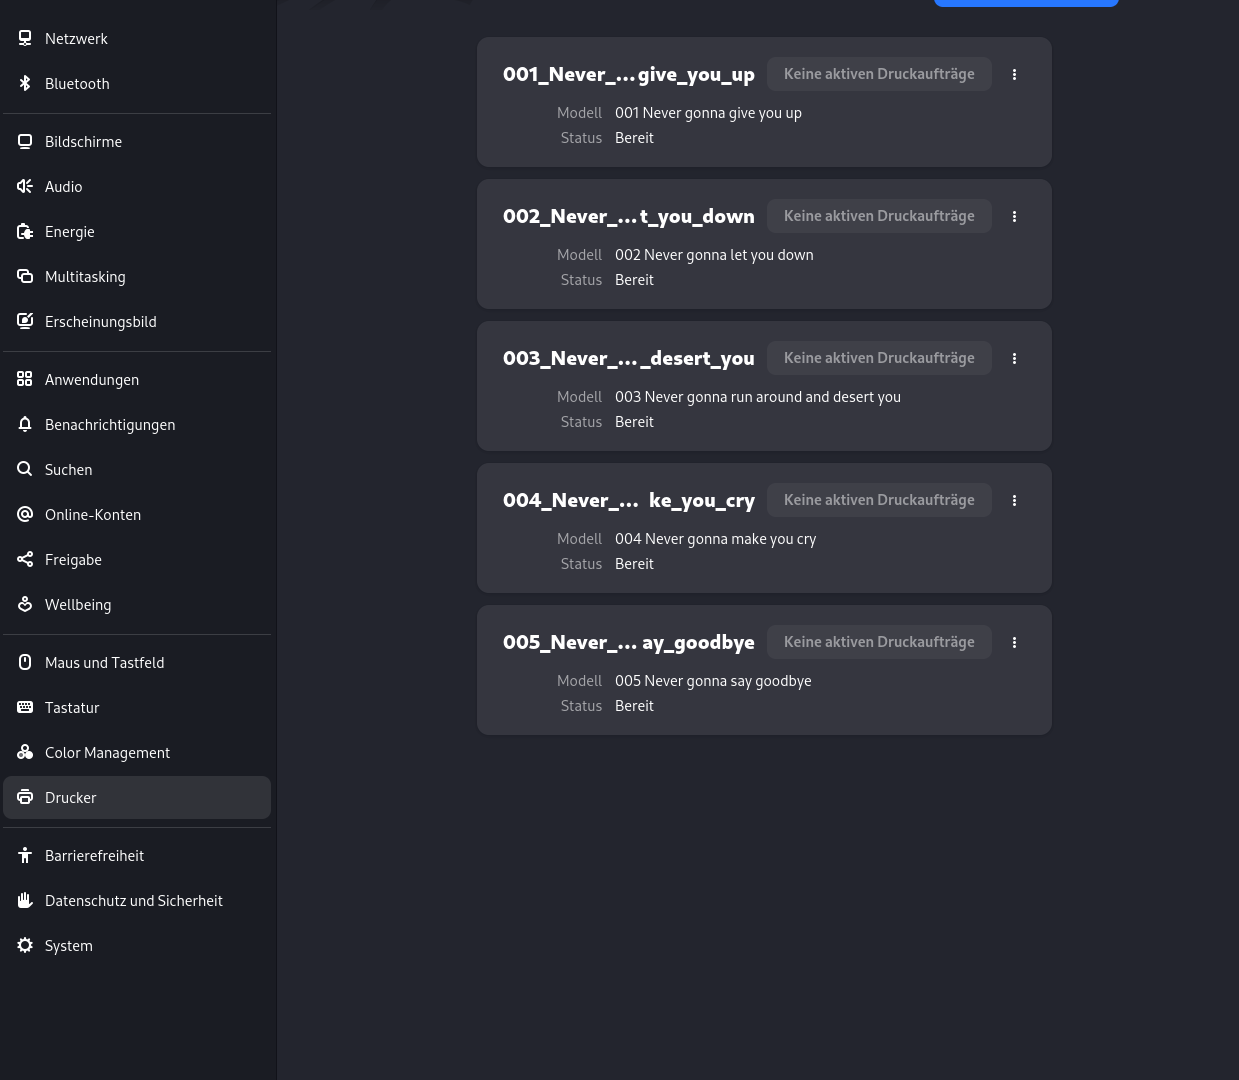 Netzwerk
Bluetooth
Bildschirme
Audio
Energie
Multitasking
Erscheinungsbild
Anwendungen
Benachrichtigungen
Suchen
Online-Konten
Freigabe
Wellbeing
Maus und Tastfeld
Tastatur
Color Management
Drucker
Barrierefreiheit
Datenschutz und Sicherheit
System
001_Never_…give_you_up Keine aktiven Druckaufträge
Modell 001 Never gonna give you up
Status Bereit
002_Never_…t_you_down Keine aktiven Druckaufträge
Modell 002 Never gonna let you down
Status Bereit
003_Never_…_desert_you Keine aktiven Druckaufträge
Modell 003 Never gonna run around and desert you
Status Bereit
004_Never_… ke_you_cry Keine aktiven Druckaufträge
Modell 004 Never gonna make you cry
Status Bereit
005_Never_… ay_goodbye Keine aktiven Druckaufträge
Modell 005 Never gonna say goodbye
Status Bereit